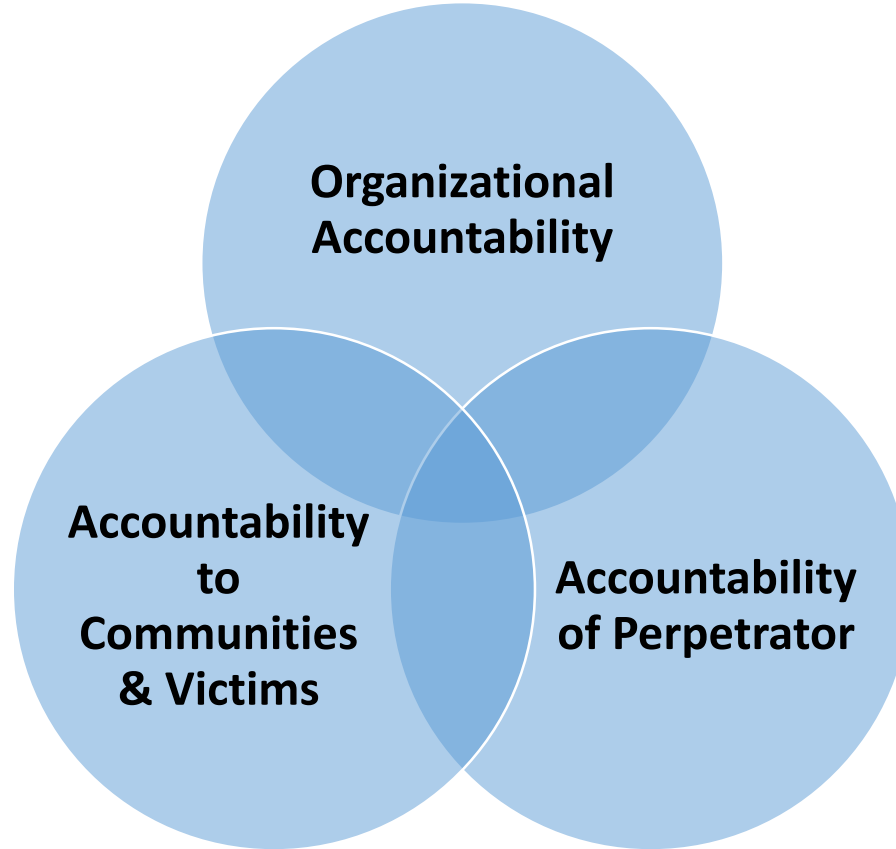 Organizational
Accountability
Accountability
to
Communities
& Victims
Accountability
of Perpetrator